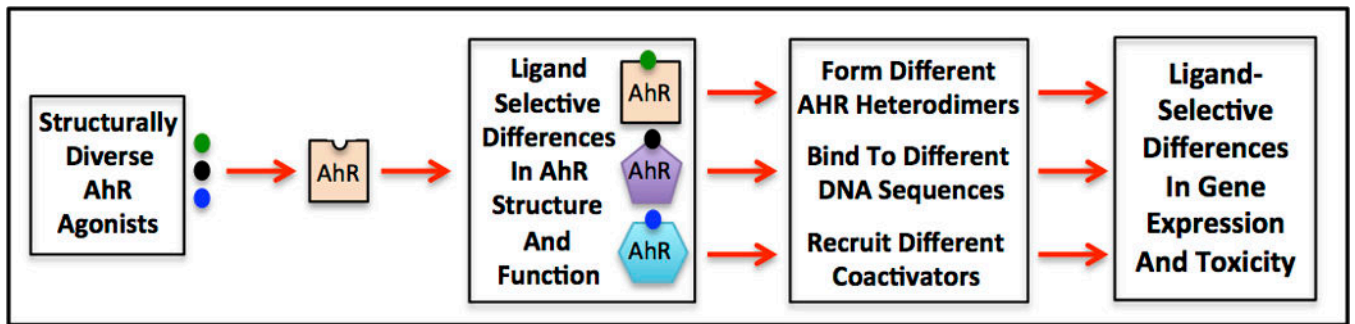 Structurally
Diverse
AhR
Agonists
AhR
Ligand
Selective
Differences
In AhR
Structure
And
Function
AhR
AhR
AhR
Form Different
AHR Heterodimers
Bind To Different
DNA Sequences
Recruit Different
Coactivators
Ligand-
Selective
Differences
In Gene
Expression
And Toxicity